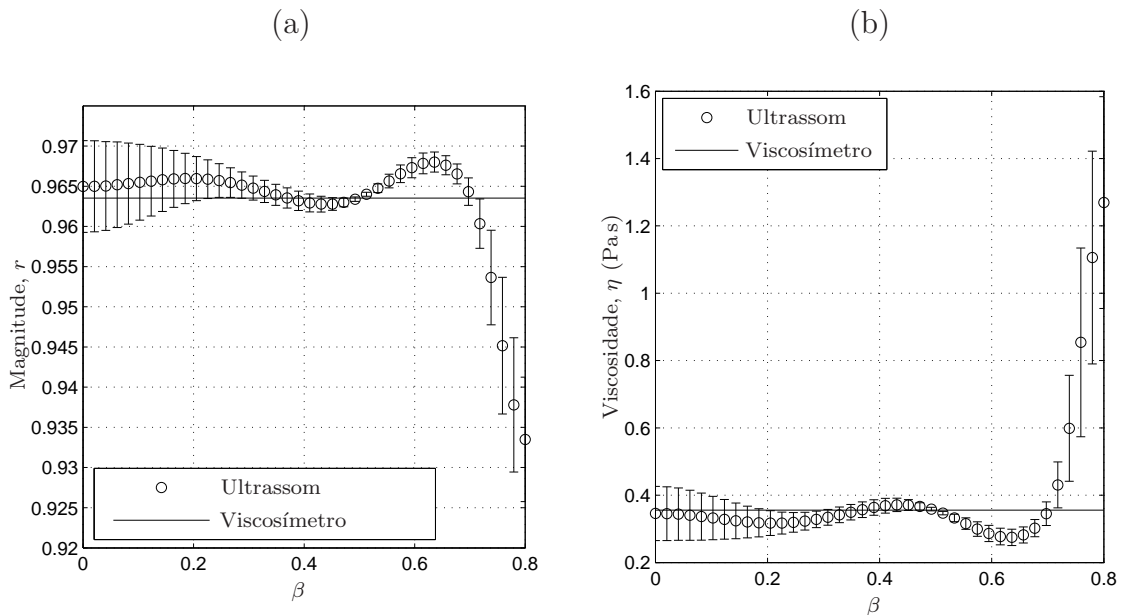 (a)
0.97
0.965
0.96
0.955
0.95
0.945
0.94
0.935
0.93
0.925
0.92
0
0.2
0.4
0.6
0.8
Magnitude, r
β
Ultrassom
Viscosímetro
(b)
1.6
1.4
1.2
1
0.8
0.6
0.4
0.2
0
0.2
0.4
0.6
0.8
Viscosidade, η (Pa s)
β
Ultrassom
Viscosímetro